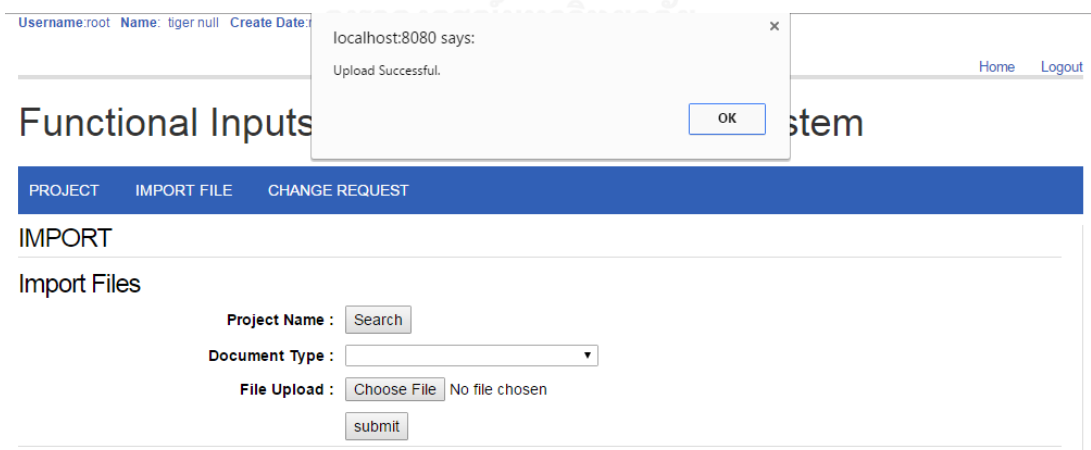 Username:root Name: tiger null Create Date:
localhost:8080 says:
Upload Successful.
OK
Home Logout
Functional Inputs
stem
PROJECT IMPORT FILE CHANGE REQUEST
IMPORT
Import Files
Project Name : Search
Document Type :
File Upload : Choose File No file chosen
submit